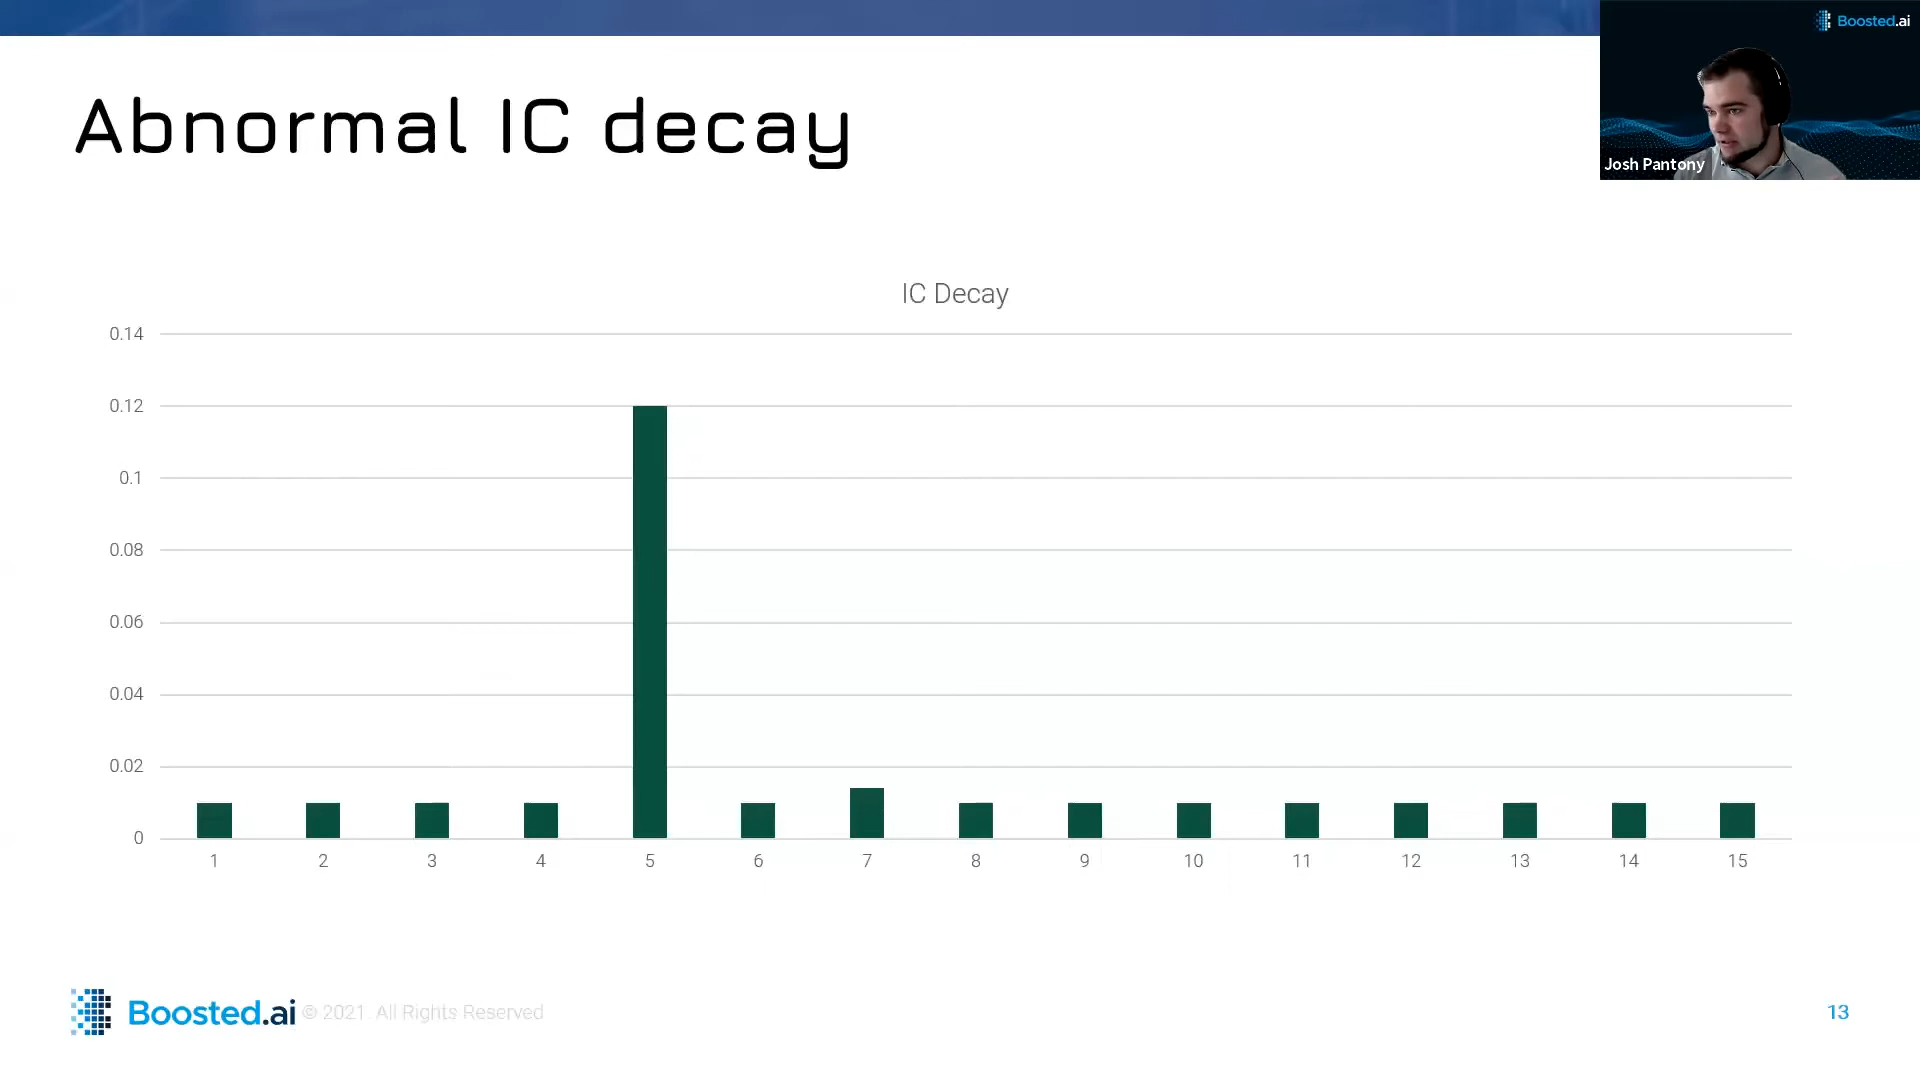 Boosted.ai
Josh Pantony
Abnormal IC decay
IC Decay
0.14
0.12
0.1
0.08
0.06
0.04
0.02
0
1 2 3 4 5 6 7 8 9 10 11 12 13 14 15
Boosted.ai © 2021. All Rights Reserved
13